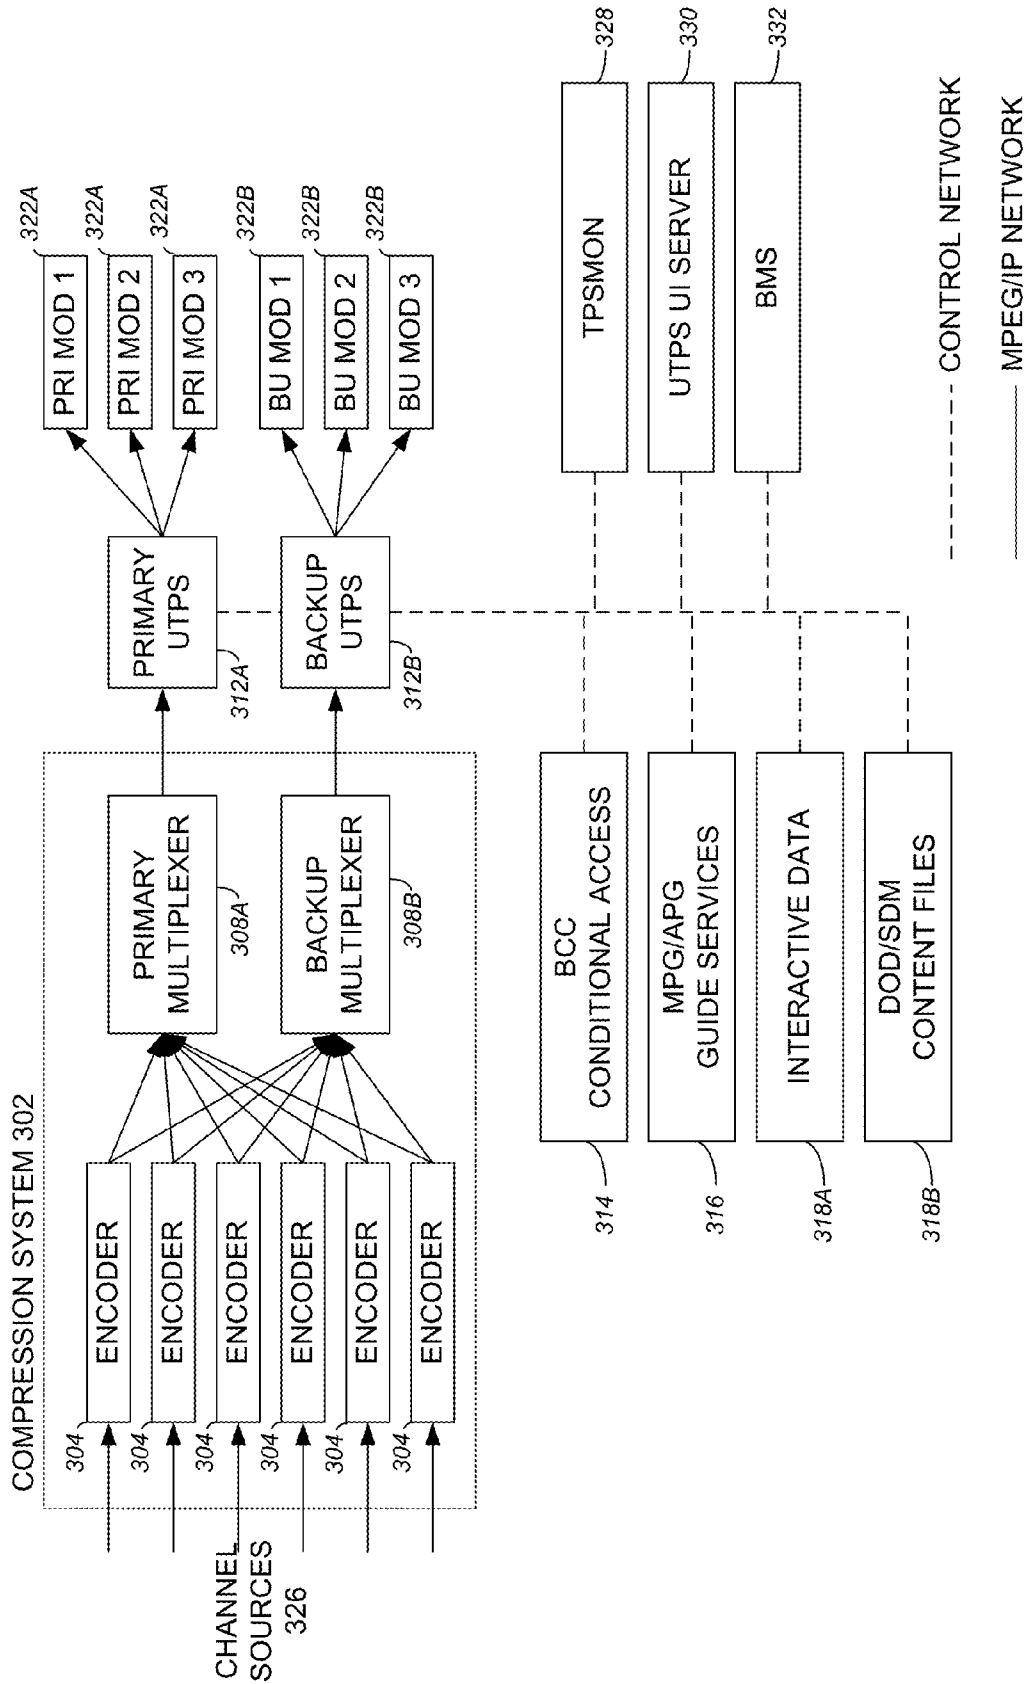 COMPRESSION SYSTEM 302
CHANNEL
SOURCES
326
304
ENCODER
304
ENCODER
304
ENCODER
304
ENCODER
304
ENCODER
304
ENCODER
PRIMARY
MULTIPLEXER
308A
BACKUP
MULTIPLEXER
308B
PRIMARY
UTPS
312A
BACKUP
UTPS
312B
322A
PRI MOD 1
322A
PRI MOD 2
322A
PRI MOD 3
322B
BU MOD 1
322B
BU MOD 2
322B
BU MOD 3
314
BCC
CONDITIONAL ACCESS
316
MPG/APG
GUIDE SERVICES
318A
INTERACTIVE DATA
318B
DOD/SDM
CONTENT FILES
TPSMON
328
UTPS UI SERVER
330
BMS
332
CONTROL NETWORK
MPEG/IP NETWORK